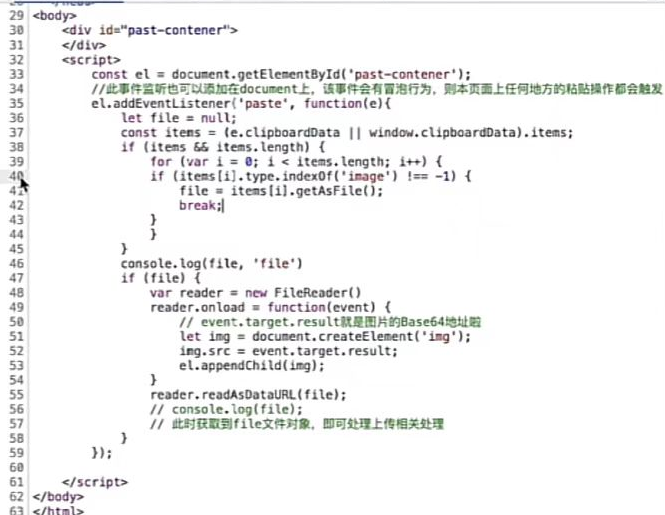 29 <body>
30     <div id="past-contener">
31     </div>
32     <script>
33         const el = document.getElementById('past-contener');
34         //此事件监听也可以添加在document上，该事件会有冒泡行为，则本页面上任何地方的粘贴操作都会触发
35         el.addEventListener('paste', function(e){
36             let file = null;
37             const items = (e.clipboardData || window.clipboardData).items;
38             if (items && items.length) {
39                 for (var i = 0; i < items.length; i++) {
40                 if (items[i].type.indexOf('image') !== -1) {
41                     file = items[i].getAsFile();
42                     break;
43                 }
44                 }
45             }
46             console.log(file, 'file')
47             if (file) {
48                 var reader = new FileReader()
49                 reader.onload = function(event) {
50                     // event.target.result就是图片的Base64地址啦
51                     let img = document.createElement('img');
52                     img.src = event.target.result;
53                     el.appendChild(img);
54                 }
55                 reader.readAsDataURL(file);
56                 // console.log(file);
57                 // 此时获取到file文件对象，即可处理上传相关处理
58             }
59         });
60
61     </script>
62 </body>
63 </html>